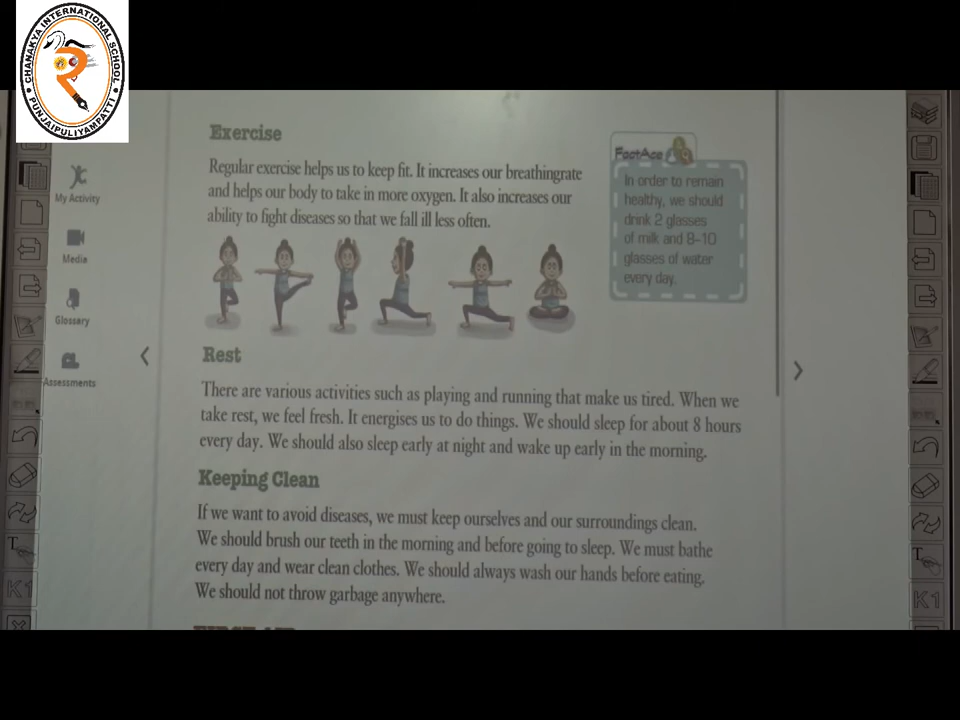 CHANAKYA INTERNATIONAL SCHOOL
PUNJAIPULIYAMPATTI
My Activity
Media
Glossary
Assessments
Exercise
Regular exercise helps us to keep fit. It increases our breathingrate
and helps our body to take in more oxygen. It also increases our
ability to fight diseases so that we fall ill less often.
FactAce
In order to remain
healthy, we should
drink 2 glasses
of milk and 8–10
glasses of water
every day.
Rest
There are various activities such as playing and running that make us tired. When we
take rest, we feel fresh. It energises us to do things. We should sleep for about 8 hours
every day. We should also sleep early at night and wake up early in the morning.
Keeping Clean
If we want to avoid diseases, we must keep ourselves and our surroundings clean.
We should brush our teeth in the morning and before going to sleep. We must bathe
every day and wear clean clothes. We should always wash our hands before eating.
We should not throw garbage anywhere.
T
K1
T
K1